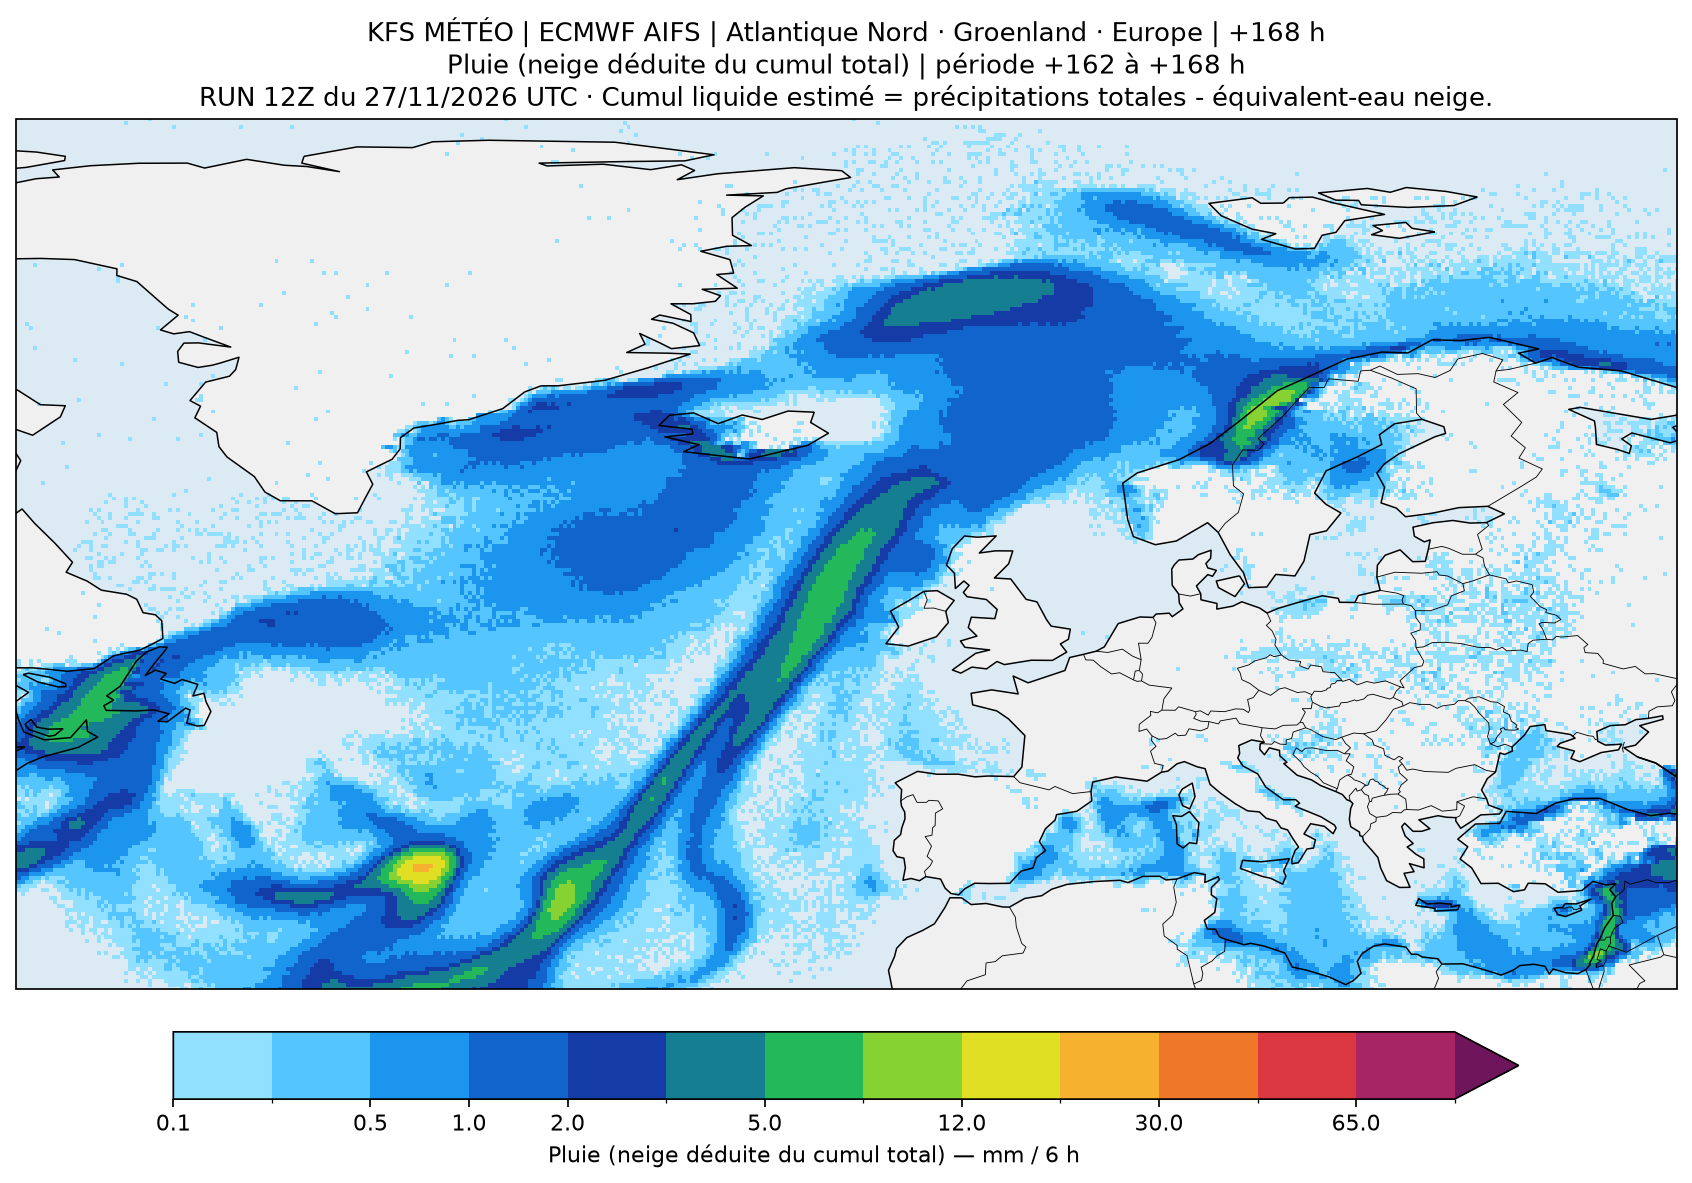 KFS MÉTÉO | ECMWF AIFS | Atlantique Nord · Groenland · Europe | +168 h
Pluie (neige déduite du cumul total) | période +162 à +168 h
RUN 12Z du 27/11/2026 UTC · Cumul liquide estimé = précipitations totales - équivalent-eau neige.
0.1 0.5 1.0 2.0 5.0 12.0 30.0 65.0
Pluie (neige déduite du cumul total) — mm / 6 h